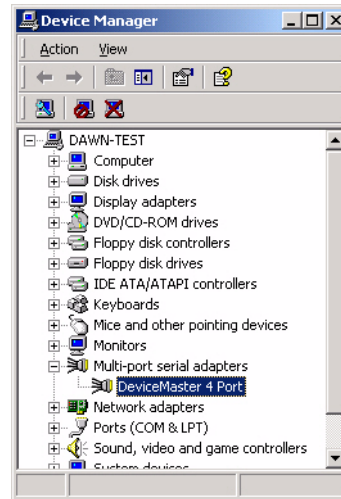 Device Manager
Action View
DAWN-TEST
Computer
Disk drives
Display adapters
DVD/CD-ROM drives
Floppy disk controllers
Floppy disk drives
IDE ATA/ATAPI controllers
Keyboards
Mice and other pointing devices
Monitors
Multi-port serial adapters
DeviceMaster 4 Port
Network adapters
Ports (COM & LPT)
Sound, video and game controllers
System devices